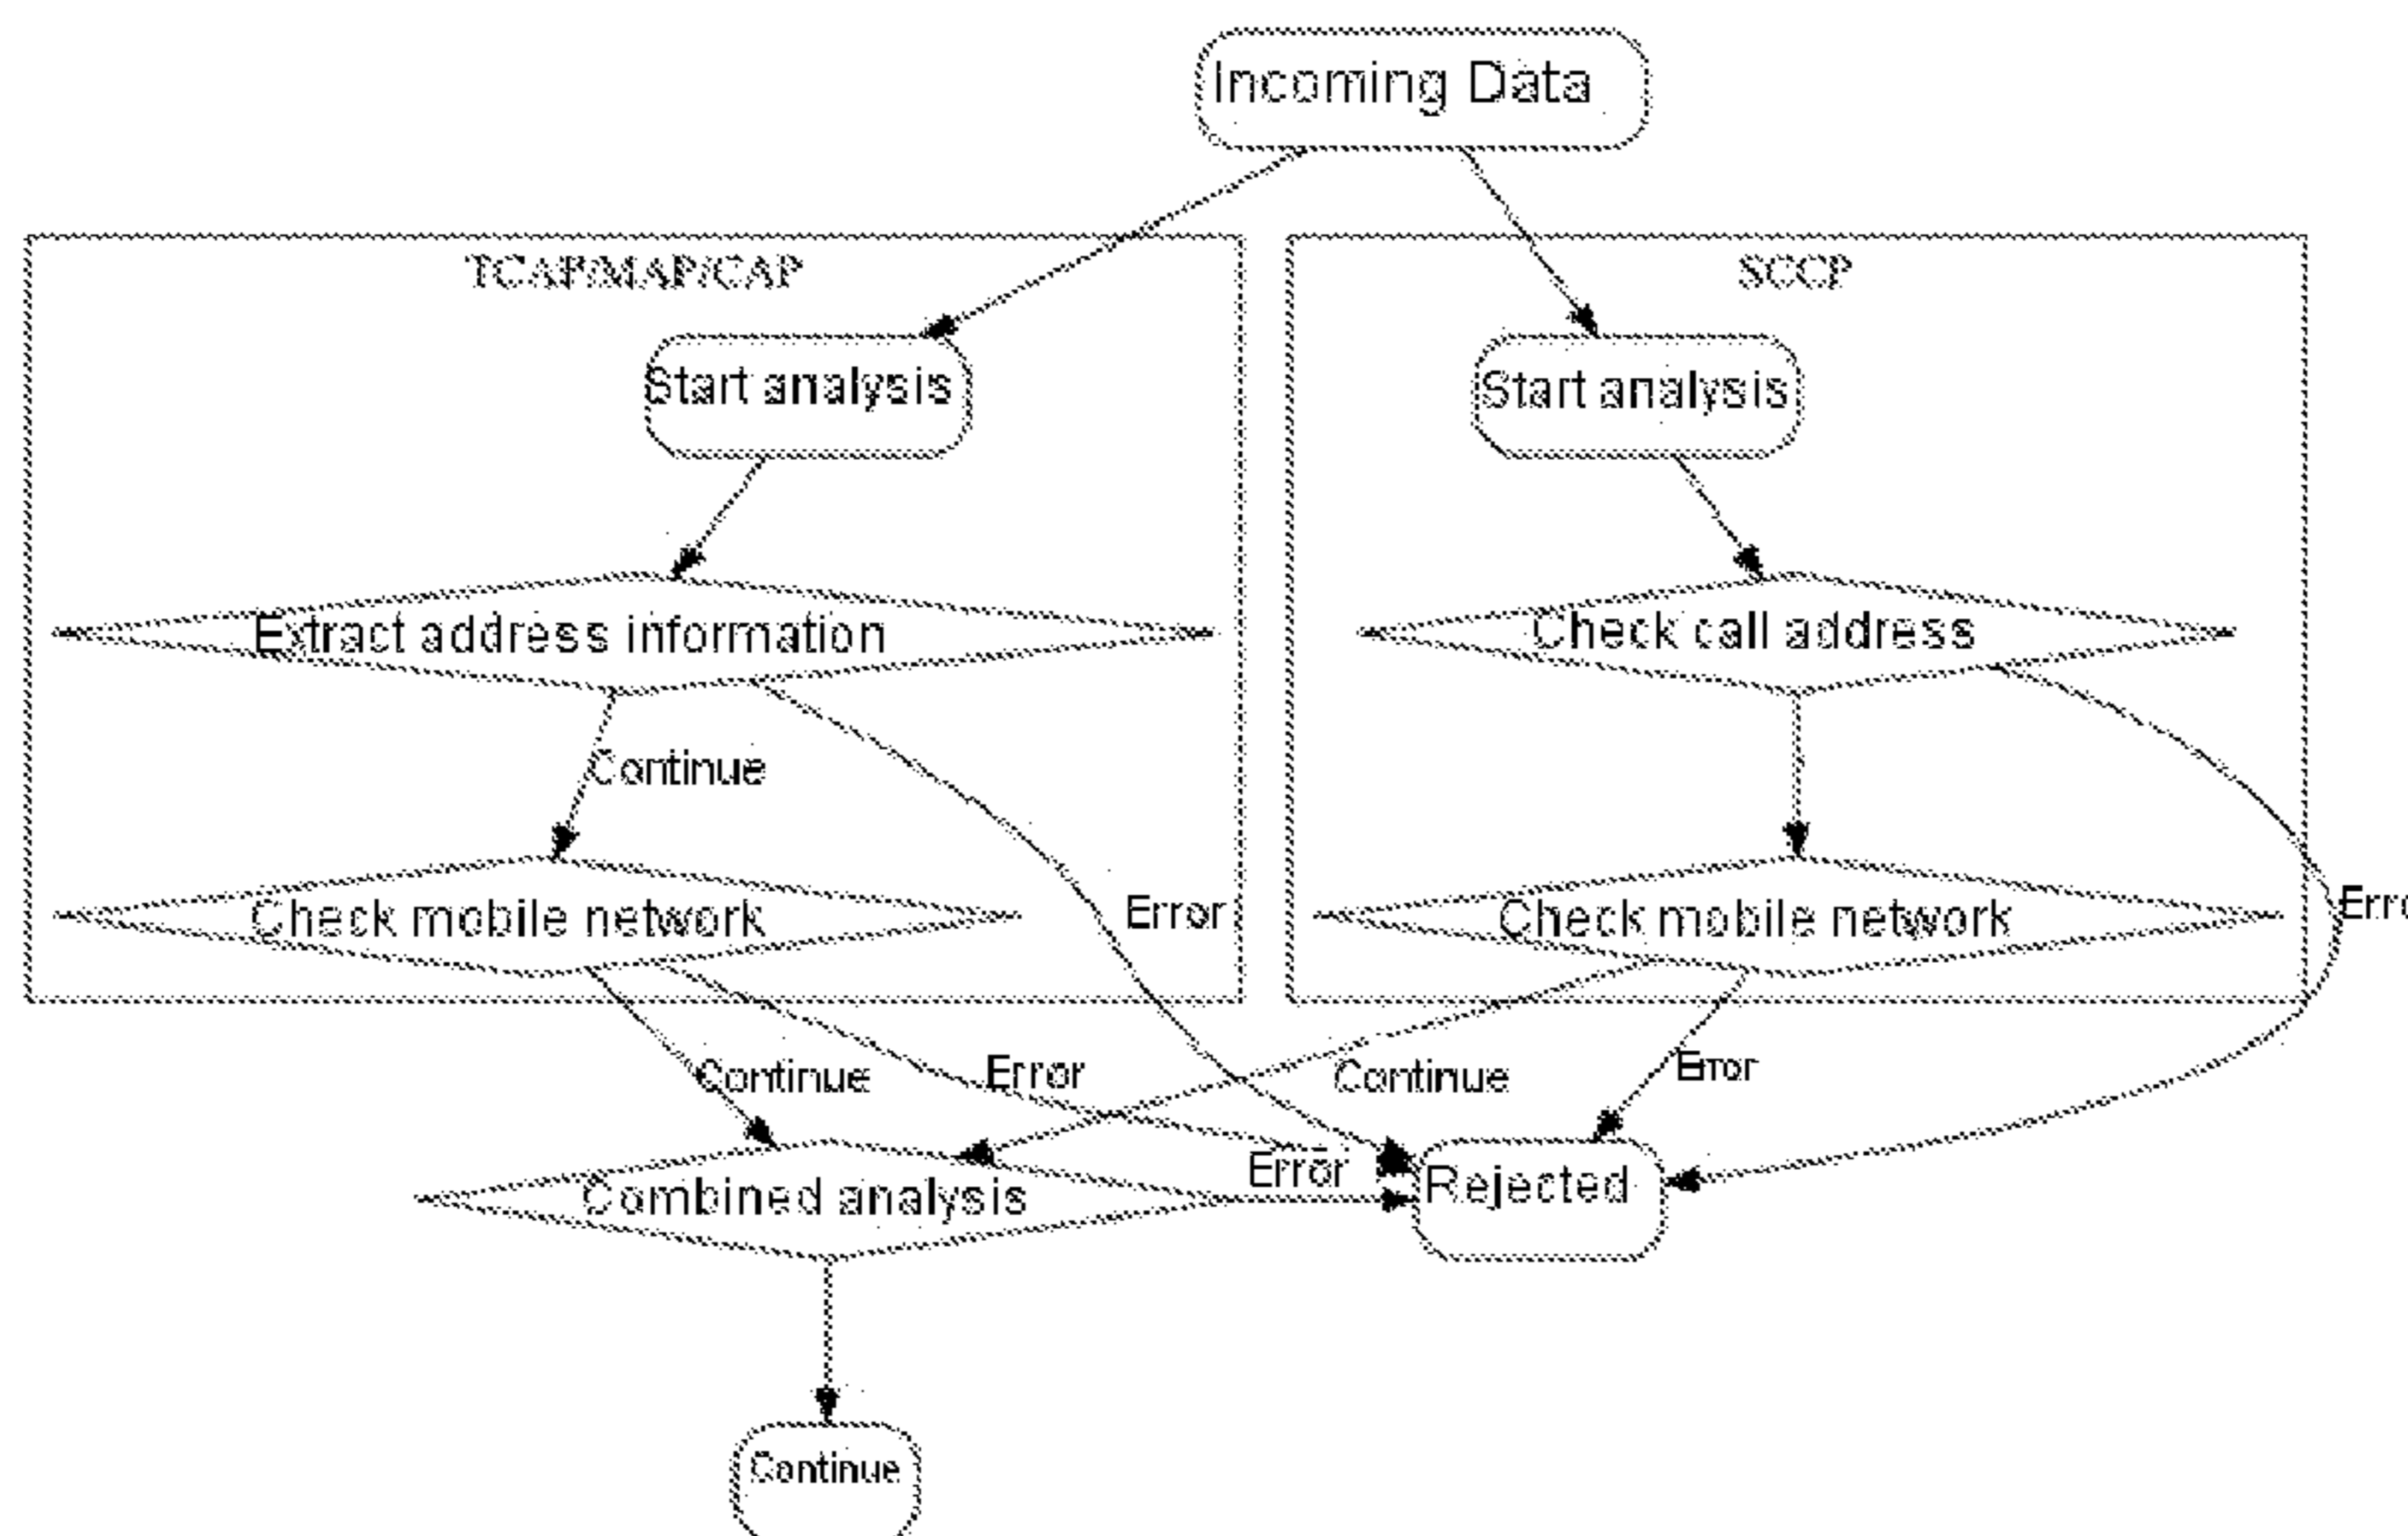 Incoming Data
TCAP/MAP/CAP
SCCP
Start analysis
Start analysis
Extract address information
Check call address
Continue
Check mobile network
Error
Check mobile network
Erro
Continue
Error
Continue
Error
Combined analysis
Error
Rejected
Continue